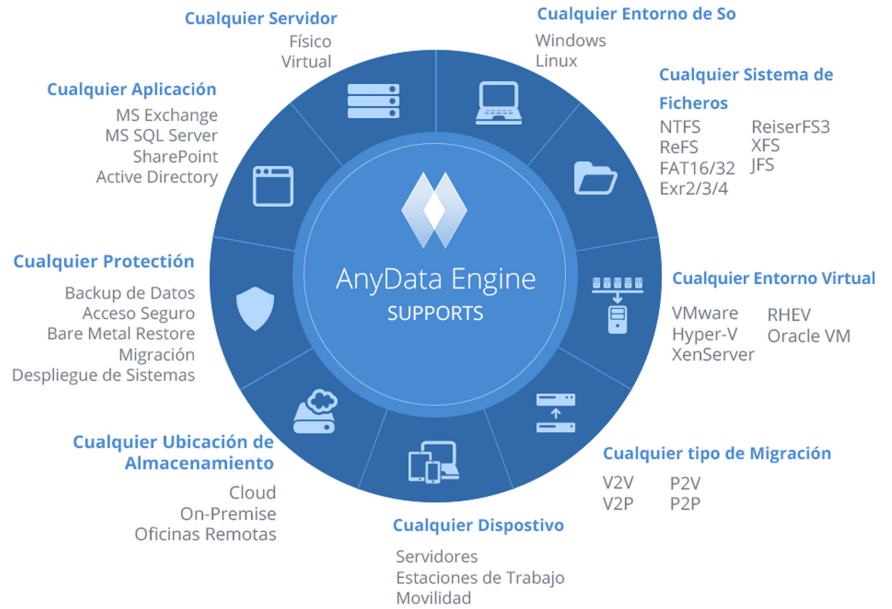 Cualquier Servidor
Físico
Virtual
Cualquier Entorno de So
Windows
Linux
Cualquier Aplicación
MS Exchange
MS SQL Server
SharePoint
Active Directory
Cualquier Sistema de
Ficheros
NTFS
ReFS
FAT16/32
Exr2/3/4
ReiserFS3
XFS
JFS
AnyData Engine
SUPPORTS
Cualquier Protección
Backup de Datos
Acceso Seguro
Bare Metal Restore
Migración
Despliegue de Sistemas
Cualquier Entorno Virtual
VMware
Hyper-V
XenServer
RHEV
Oracle VM
Cualquier Ubicación de
Almacenamiento
Cloud
On-Premise
Oficinas Remotas
Cualquier tipo de Migración
V2V
V2P
P2V
P2P
Cualquier Dispostivo
Servidores
Estaciones de Trabajo
Movilidad